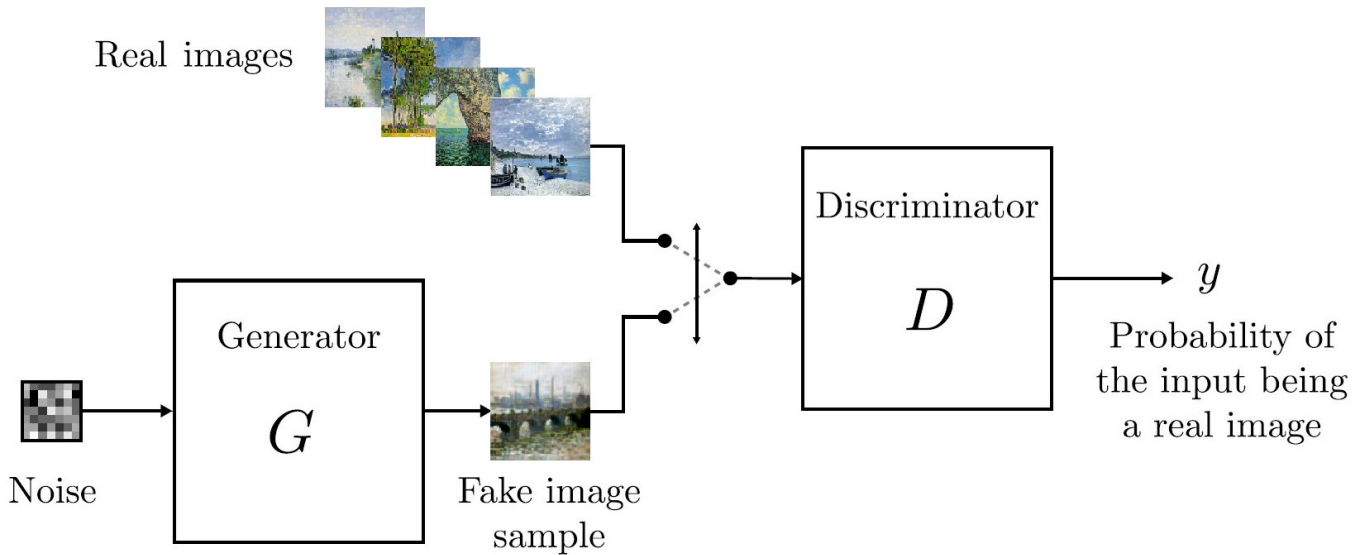 Real images
Discriminator
D
y
Probability of
the input being
a real image
Generator
G
Noise
Fake image
sample